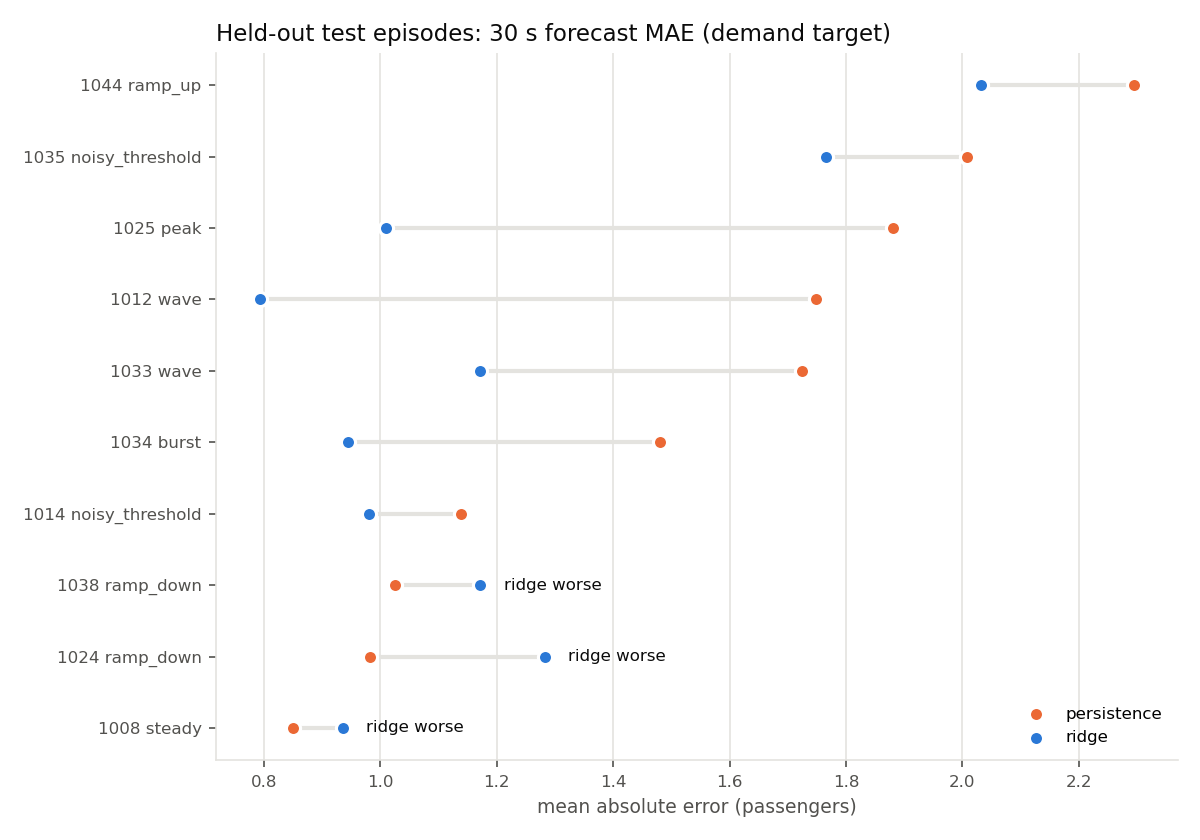 Held-out test episodes: 30 s forecast MAE (demand target)
1044 ramp_up
1035 noisy_threshold
1025 peak
1012 wave
1033 wave
1034 burst
1014 noisy_threshold
1038 ramp_down
ridge worse
1024 ramp_down
ridge worse
1008 steady
ridge worse
persistence
ridge
0.8 1.0 1.2 1.4 1.6 1.8 2.0 2.2
mean absolute error (passengers)